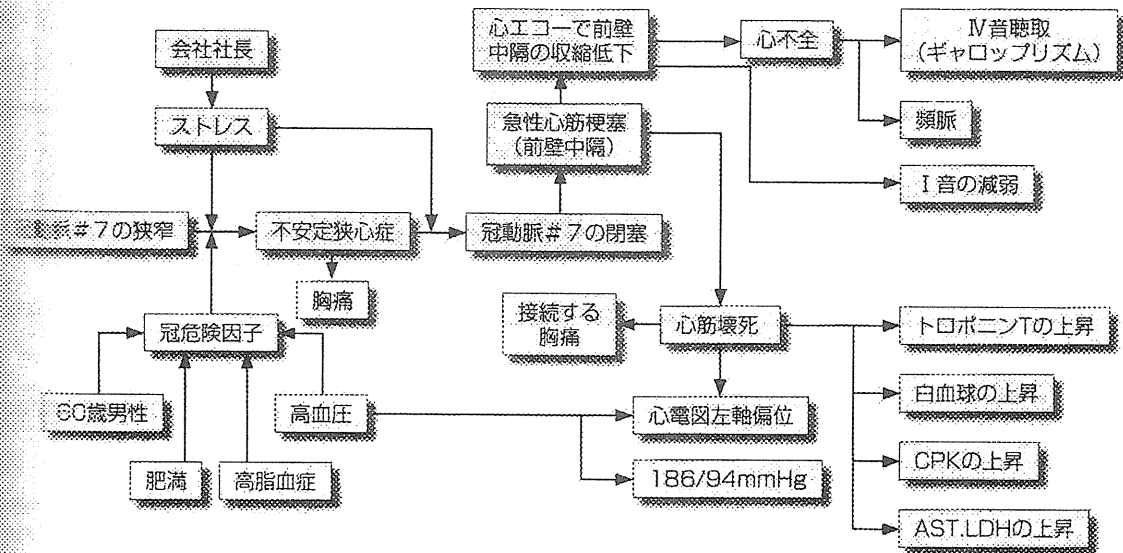 会社社長
ストレス
脈#7の狭窄
不安定狭心症
胸痛
冠危険因子
60歳男性
肥満
高脂血症
高血圧
冠動脈#7の閉塞
急性心筋梗塞
(前壁中隔)
心エコーで前壁
中隔の収縮低下
心不全
Ⅳ音聴取
(ギャロップリズム)
頻脈
Ⅰ音の減弱
接続する
胸痛
心筋壊死
心電図左軸偏位
186/94mmHg
トロポニンTの上昇
白血球の上昇
CPKの上昇
AST.LDHの上昇